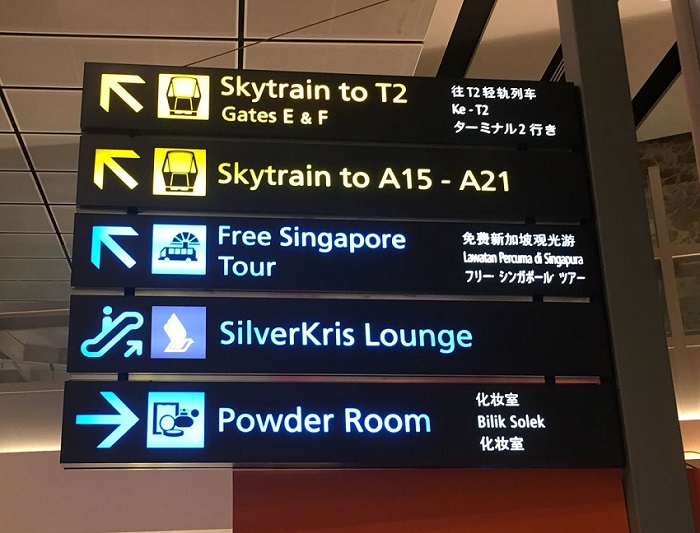 Skytrain to T2
Gates E & F
往 T2 轻轨列车
Ke - T2
ターミナル 2 行き
Skytrain to A15 - A21
Free Singapore
Tour
免费新加坡观光游
Lawatan Percuma di Singapura
フリー シンガポール ツアー
SilverKris Lounge
Powder Room
化妆室
Bilik Solek
化妆室